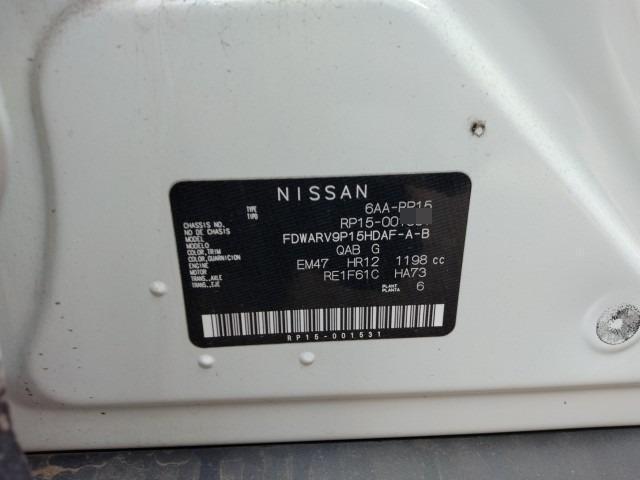 NISSAN
TYPE 6AA-RP15
TIPO
CHASSIS NO.
NO DE CHASIS
MODEL FDWARV9P15HDAF-A-B
MODELO
COLOR,TRIM QAB G
COLOR,GUARNICION
ENGINE EM47 HR12 1198 cc
MOTOR
TRANS.,AXLE RE1F61C HA73
TRANS.,EJE
PLANT 6
PLANTA
RP15-001531